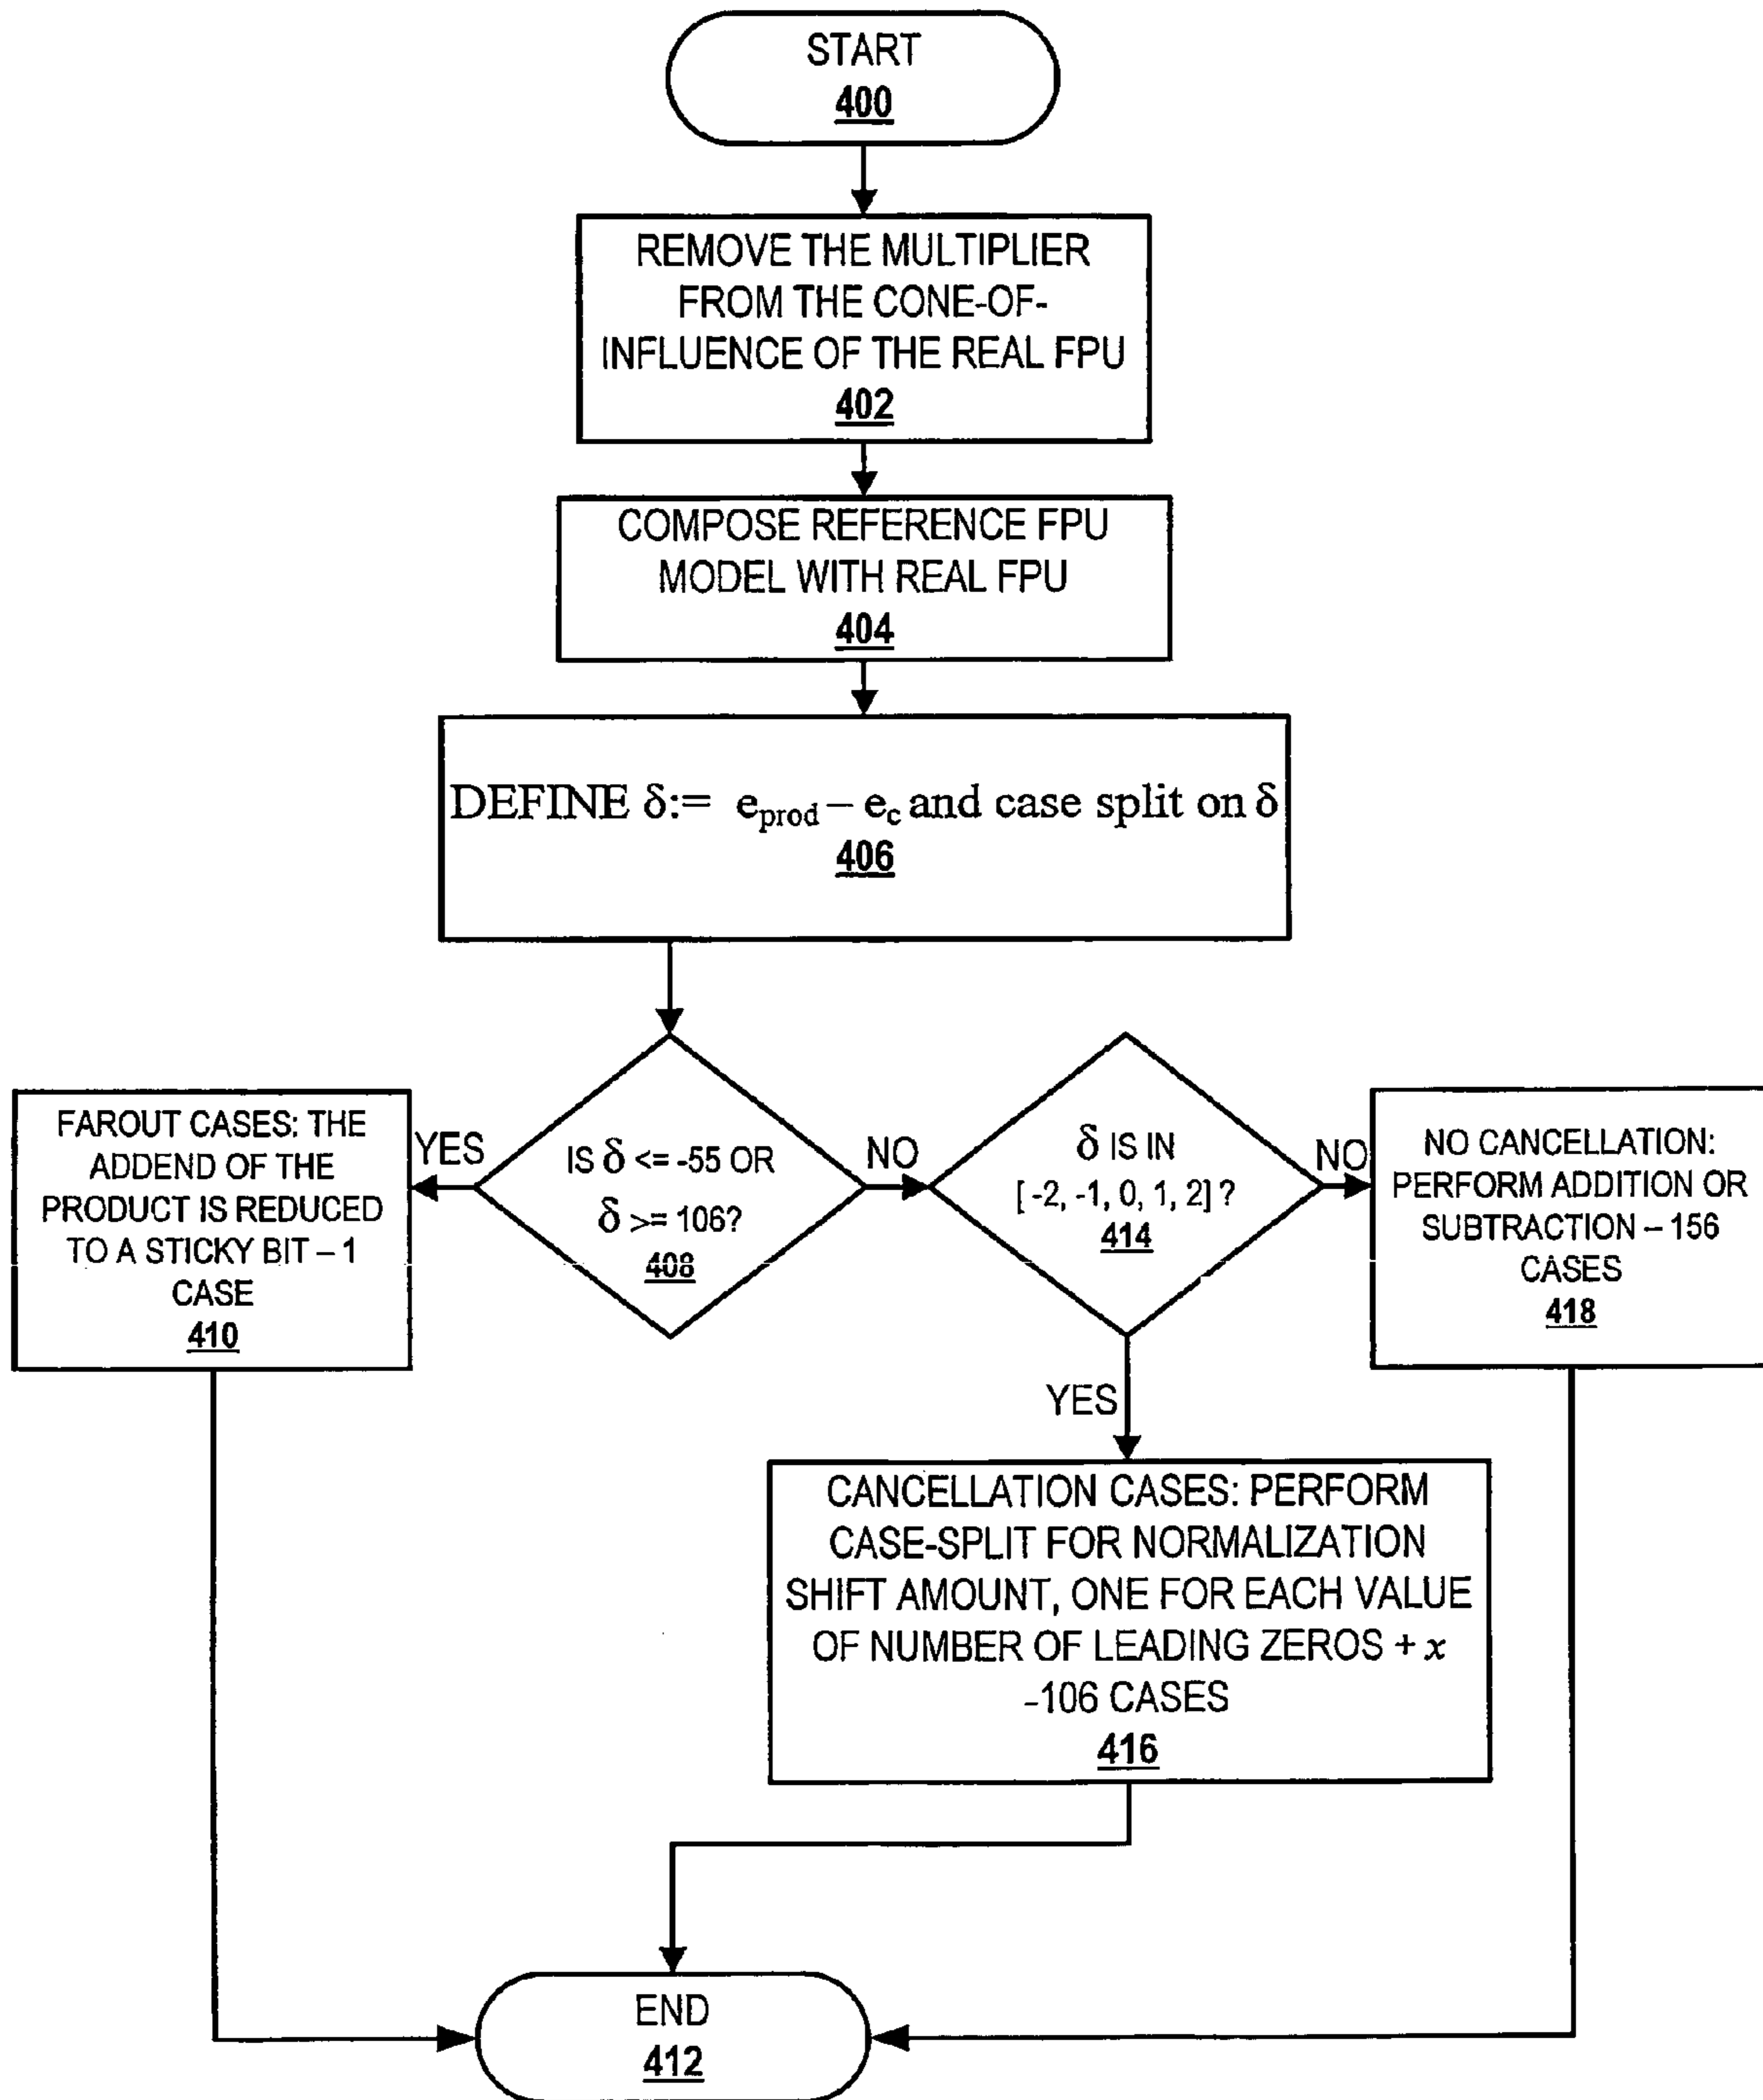 START
400
REMOVE THE MULTIPLIER
FROM THE CONE-OF-
INFLUENCE OF THE REAL FPU
402
COMPOSE REFERENCE FPU
MODEL WITH REAL FPU
404
DEFINE δ:= e_prod – e_c and case split on δ
406
FAROUT CASES: THE
ADDEND OF THE
PRODUCT IS REDUCED
TO A STICKY BIT – 1
CASE
410
YES
IS δ <= -55 OR
δ >= 106?
408
NO
δ IS IN
[ -2, -1, 0, 1, 2] ?
414
NO
NO CANCELLATION:
PERFORM ADDITION OR
SUBTRACTION – 156
CASES
418
YES
CANCELLATION CASES: PERFORM
CASE-SPLIT FOR NORMALIZATION
SHIFT AMOUNT, ONE FOR EACH VALUE
OF NUMBER OF LEADING ZEROS + x
-106 CASES
416
END
412